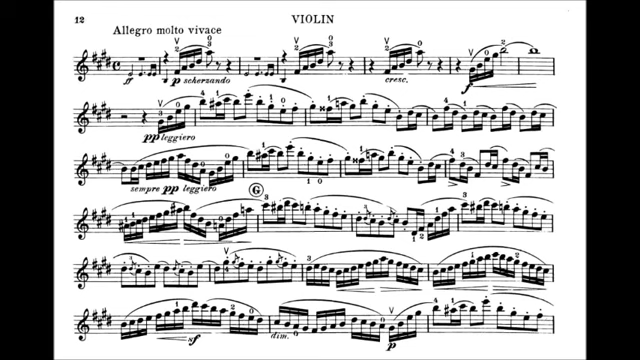 12 VIOLIN
Allegro molto vivace
ff p scherzando cresc. f
pp leggiero
sempre pp leggiero
G
sf dim. p